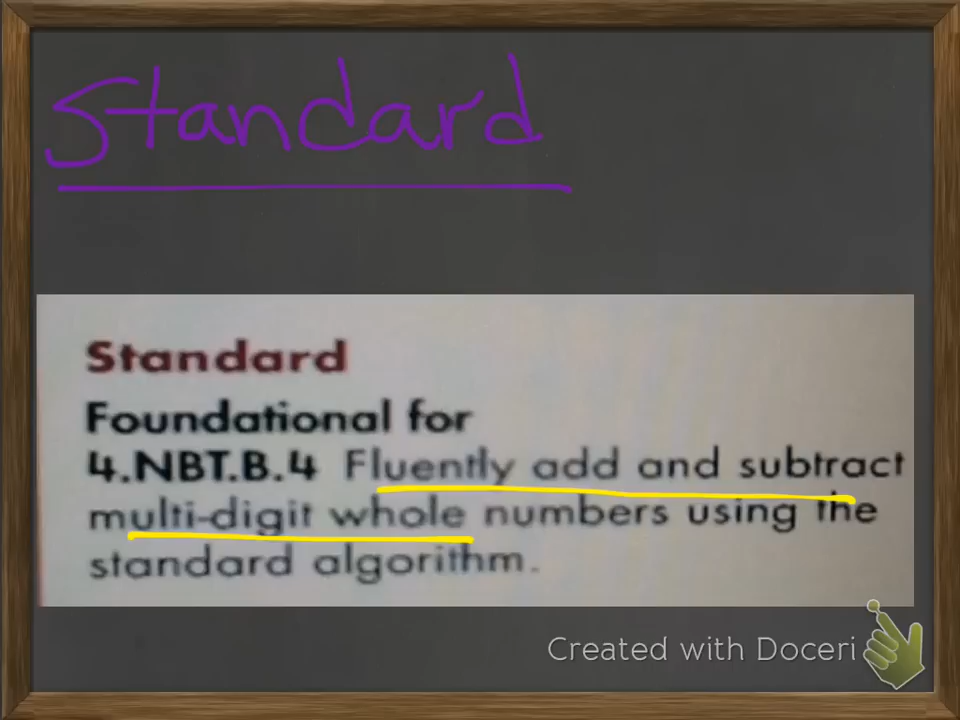 Standard
Standard
Foundational for
4.NBT.B.4 Fluently add and subtract
multi-digit whole numbers using the
standard algorithm.
Created with Doceri